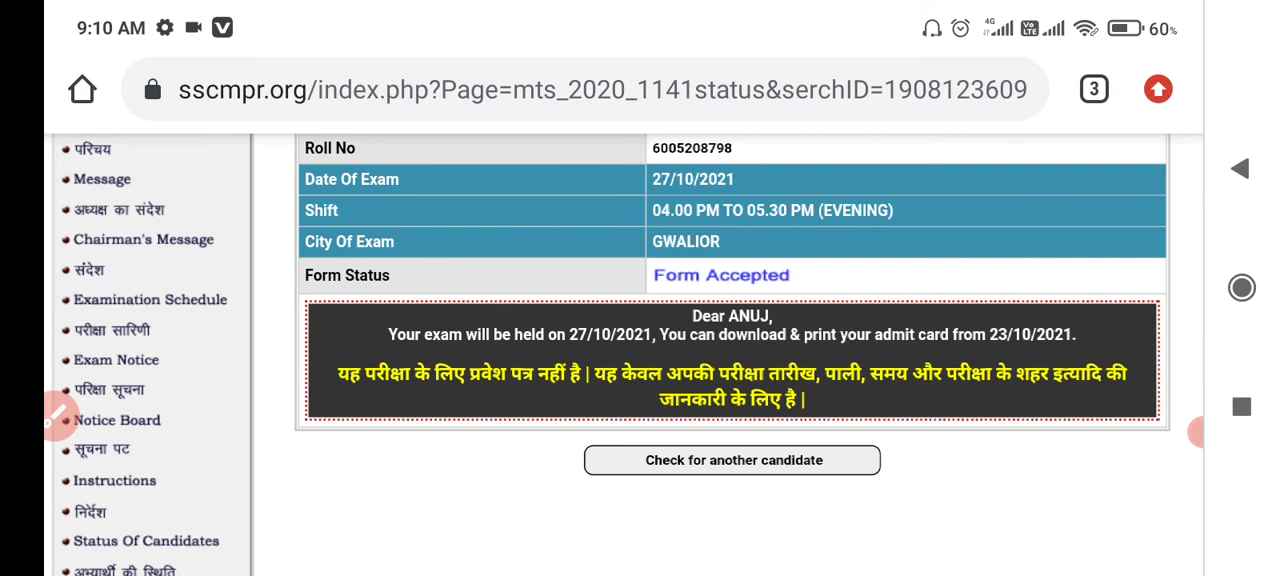 9:10 AM
4G
Vo
LTE
60%
sscmpr.org/index.php?Page=mts_2020_1141status&serchID=1908123609
3
परिचय
Message
अध्यक्ष का संदेश
Chairman's Message
संदेश
Examination Schedule
परीक्षा सारिणी
Exam Notice
परिक्षा सूचना
Notice Board
सूचना पट
Instructions
निर्देश
Status Of Candidates
अभ्यार्थी की स्थिति
Roll No 6005208798
Date Of Exam 27/10/2021
Shift 04.00 PM TO 05.30 PM (EVENING)
City Of Exam GWALIOR
Form Status Form Accepted
Dear ANUJ,
Your exam will be held on 27/10/2021, You can download & print your admit card from 23/10/2021.
यह परीक्षा के लिए प्रवेश पत्र नहीं है | यह केवल अपकी परीक्षा तारीख, पाली, समय और परीक्षा के शहर इत्यादि की
जानकारी के लिए है |
Check for another candidate